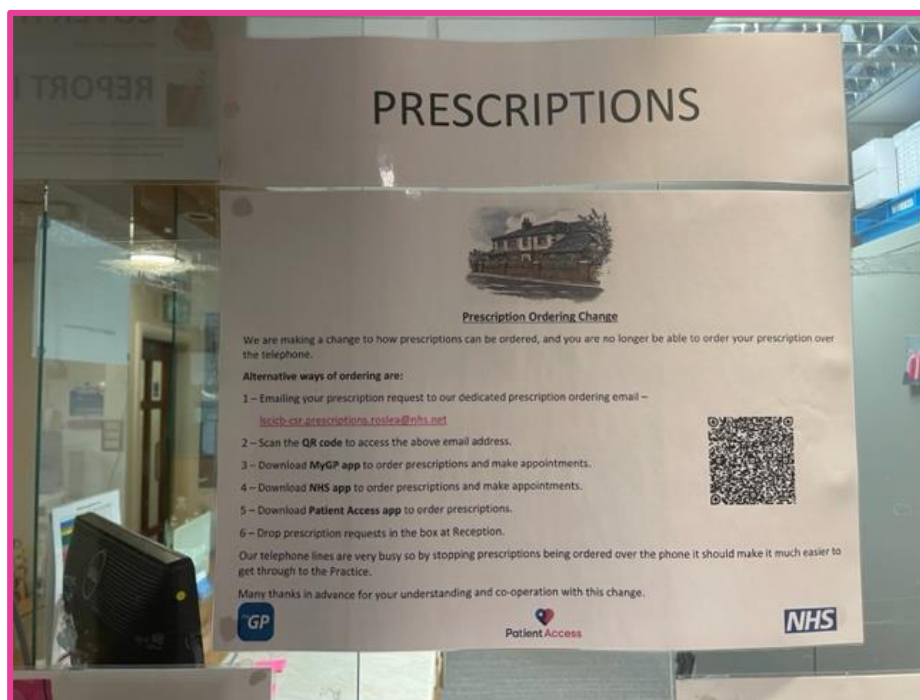 COVER
REPORT I
PRESCRIPTIONS
Prescription Ordering Change
We are making a change to how prescriptions can be ordered, and you are no longer be able to order your prescription over
the telephone.
Alternative ways of ordering are:
1 – Emailing your prescription request to our dedicated prescription ordering email –
lscicb-csr.prescriptions.roslea@nhs.net
2 – Scan the QR code to access the above email address.
3 – Download MyGP app to order prescriptions and make appointments.
4 – Download NHS app to order prescriptions and make appointments.
5 – Download Patient Access app to order prescriptions.
6 – Drop prescription requests in the box at Reception.
Our telephone lines are very busy so by stopping prescriptions being ordered over the phone it should make it much easier to
get through to the Practice.
Many thanks in advance for your understanding and co-operation with this change.
GP
PatientAccess
NHS